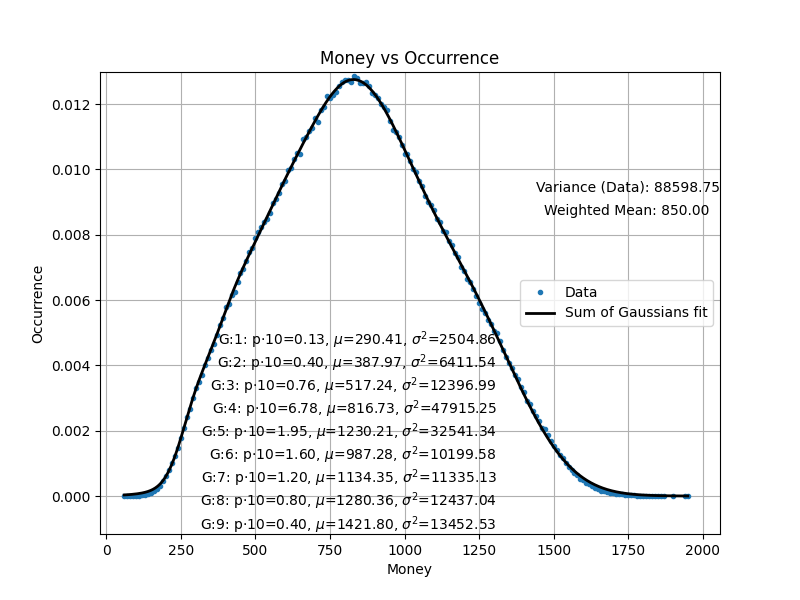 Money vs Occurrence
0.012
0.010
0.008
0.006
0.004
0.002
0.000
Occurrence
Variance (Data): 88598.75
Weighted Mean: 850.00
Data
Sum of Gaussians fit
G:1: p·10=0.13, μ=290.41, σ²=2504.86
G:2: p·10=0.40, μ=387.97, σ²=6411.54
G:3: p·10=0.76, μ=517.24, σ²=12396.99
G:4: p·10=6.78, μ=816.73, σ²=47915.25
G:5: p·10=1.95, μ=1230.21, σ²=32541.34
G:6: p·10=1.60, μ=987.28, σ²=10199.58
G:7: p·10=1.20, μ=1134.35, σ²=11335.13
G:8: p·10=0.80, μ=1280.36, σ²=12437.04
G:9: p·10=0.40, μ=1421.80, σ²=13452.53
0 250 500 750 1000 1250 1500 1750 2000
Money